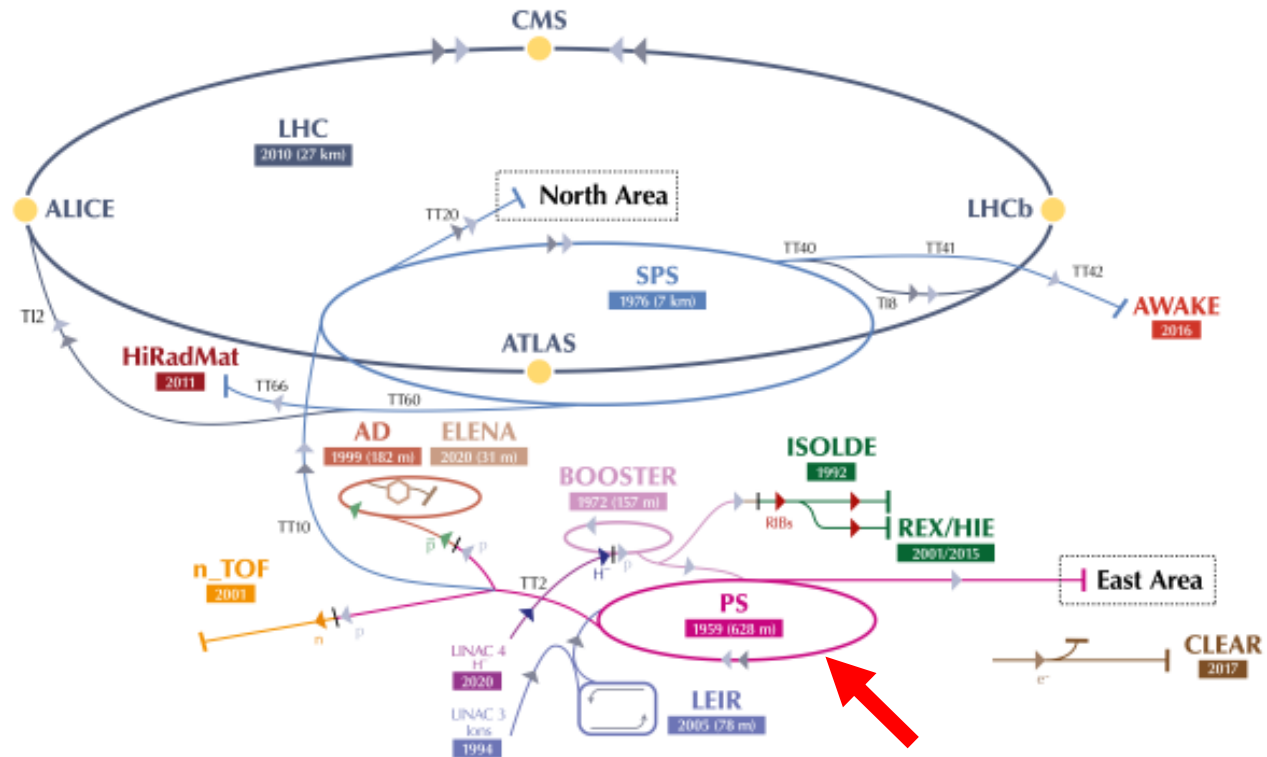 CMS
LHC
2010 (27 km)
North Area
ALICE
LHCb
TT20
TT40
TT41
SPS
1976 (7 km)
TT42
TI8
TI2
AWAKE
2016
ATLAS
HiRadMat
2011
TT66
TT60
AD
1999 (182 m)
ELENA
2020 (31 m)
ISOLDE
1992
BOOSTER
1972 (157 m)
RIBs
REX/HIE
2001/2015
TT10
p̄
p
H⁻
p
TT2
n_TOF
2001
East Area
PS
1959 (628 m)
n
p
LINAC 4
H⁻
2020
CLEAR
2017
e⁻
LEIR
2005 (78 m)
LINAC 3
Ions
1994